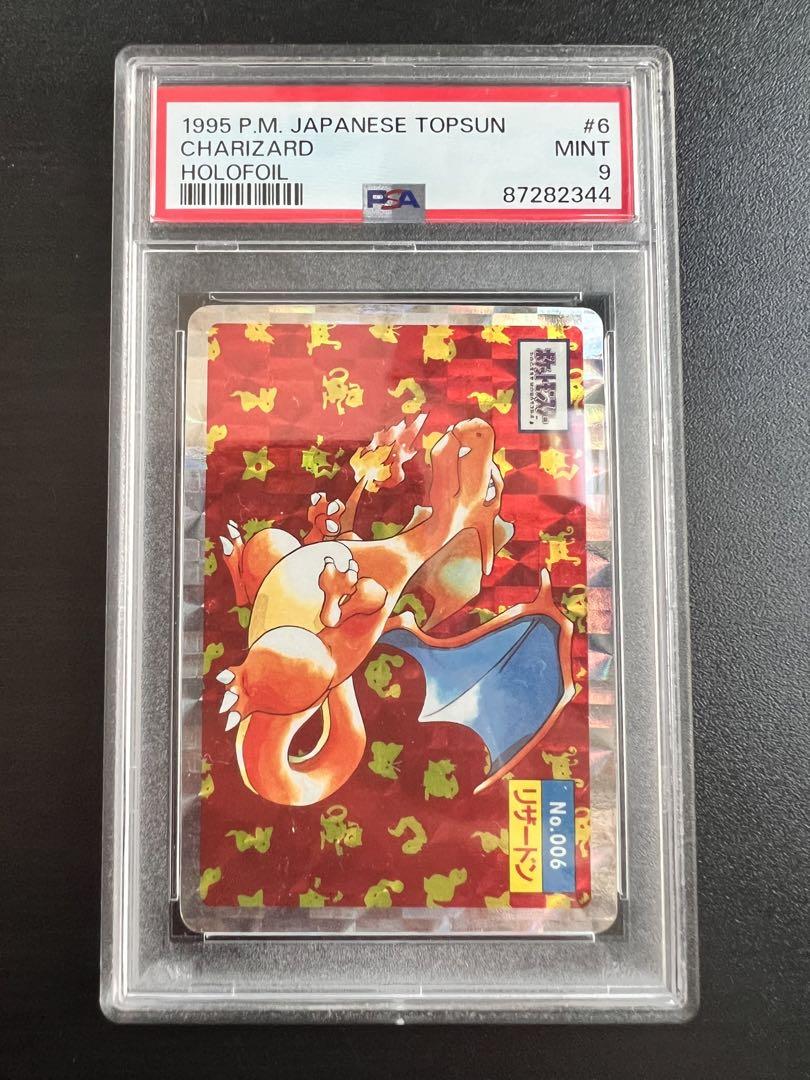 1995 P.M. JAPANESE TOPSUN #6
CHARIZARD MINT
HOLOFOIL 9
PSA 87282344
No.006
リザードン